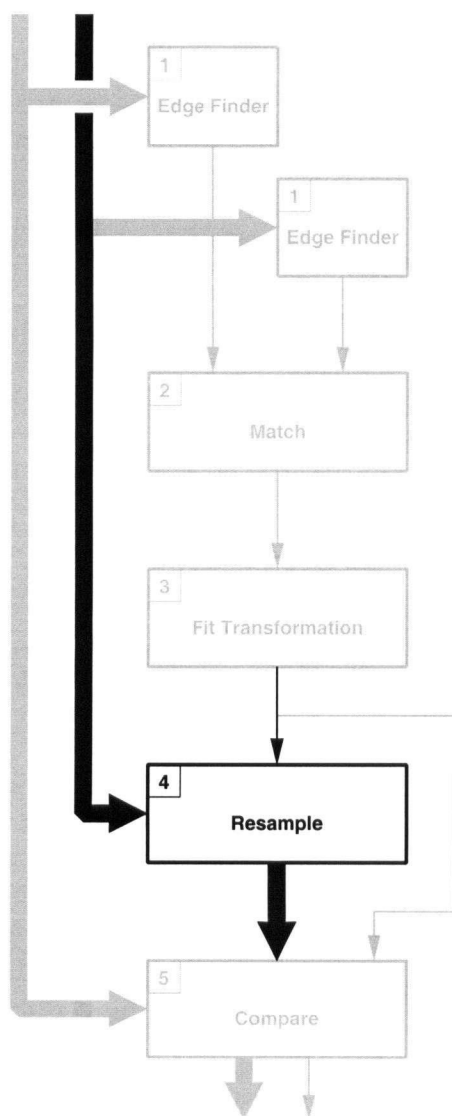 1
Edge Finder
1
Edge Finder
2
Match
3
Fit Transformation
4
Resample
5
Compare